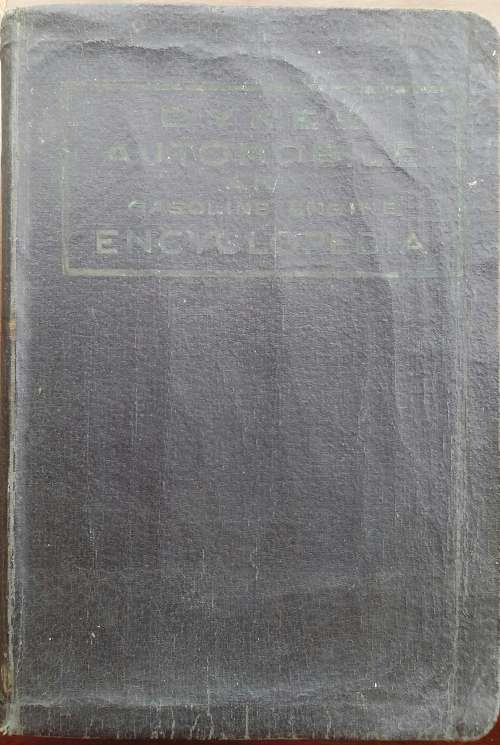 DYKE'S
AUTOMOBILE
AND
GASOLINE ENGINE
ENCYCLOPEDIA